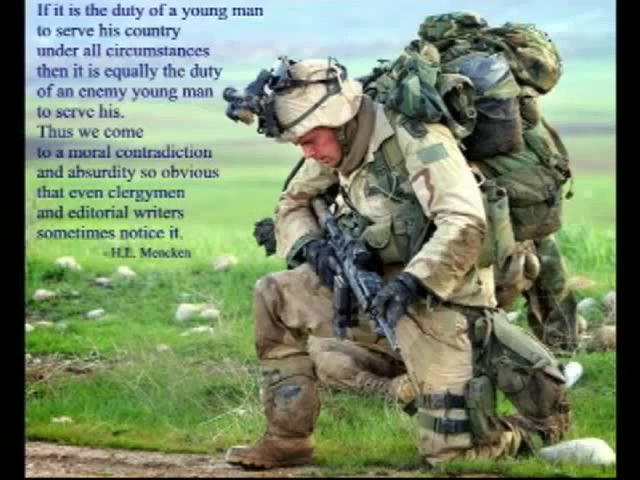 If it is the duty of a young man
to serve his country
under all circumstances
then it is equally the duty
of an enemy young man
to serve his.
Thus we come
to a moral contradiction
and absurdity so obvious
that even clergymen
and editorial writers
sometimes notice it.
- H.L. Mencken